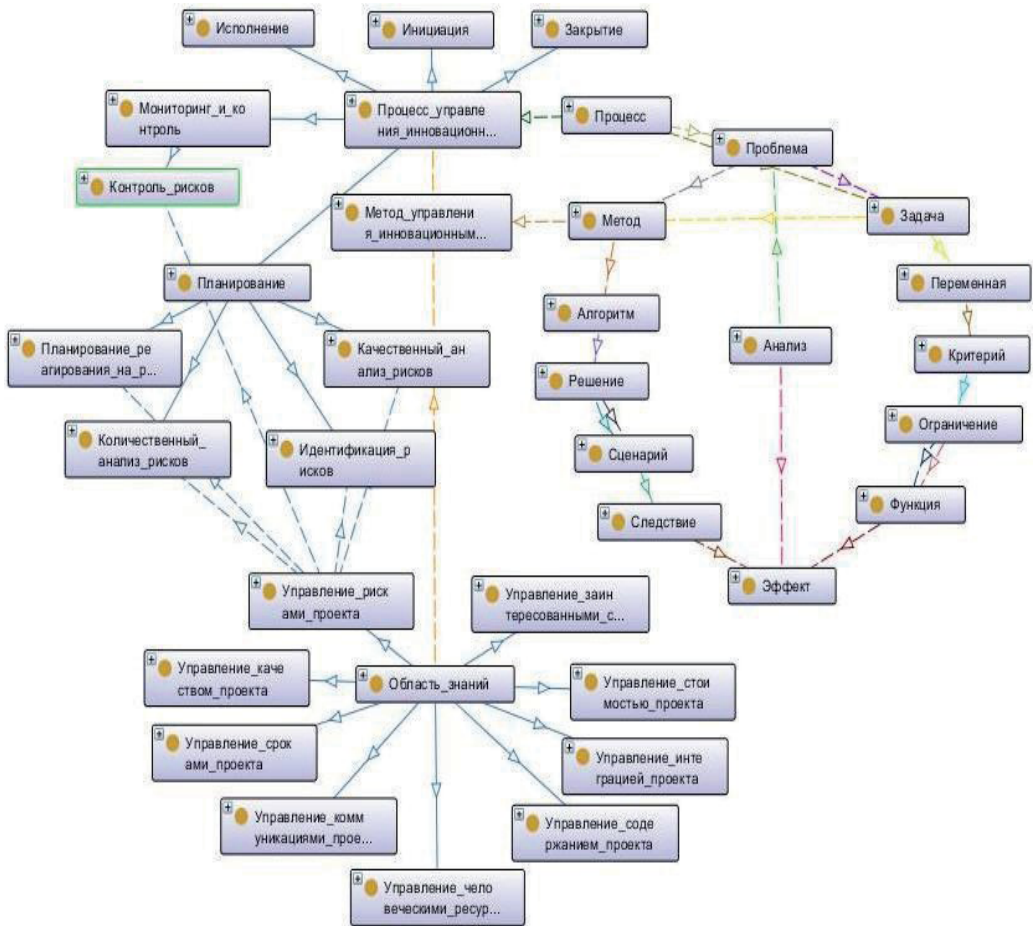 Исполнение
Инициация
Закрытие
Мониторинг_и_ко
нтроль
Процесс_управле
ния_инновационн...
Процесс
Проблема
Контроль_рисков
Метод_управлени
я_инновационным...
Метод
Задача
Планирование
Переменная
Алгоритм
Планирование_ре
агирования_на_р...
Качественный_ан
ализ_рисков
Анализ
Критерий
Решение
Количественный_
анализ_рисков
Идентификация_р
исков
Ограничение
Сценарий
Функция
Следствие
Эффект
Управление_риск
ами_проекта
Управление_заин
тересованными_с...
Управление_каче
ством_проекта
Область_знаний
Управление_стои
мостью_проекта
Управление_срок
ами_проекта
Управление_инте
грацией_проекта
Управление_комм
уникациями_прое...
Управление_соде
ржанием_проекта
Управление_чело
веческими_ресур...